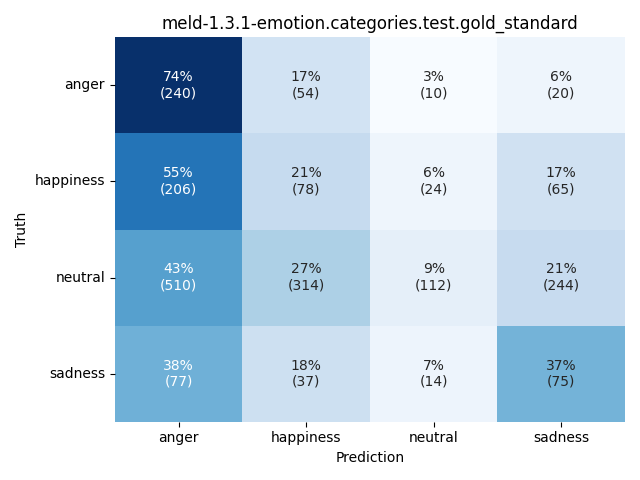 meld-1.3.1-emotion.categories.test.gold_standard
Truth
anger
74%
(240)
17%
(54)
3%
(10)
6%
(20)
happiness
55%
(206)
21%
(78)
6%
(24)
17%
(65)
neutral
43%
(510)
27%
(314)
9%
(112)
21%
(244)
sadness
38%
(77)
18%
(37)
7%
(14)
37%
(75)
anger
happiness
neutral
sadness
Prediction